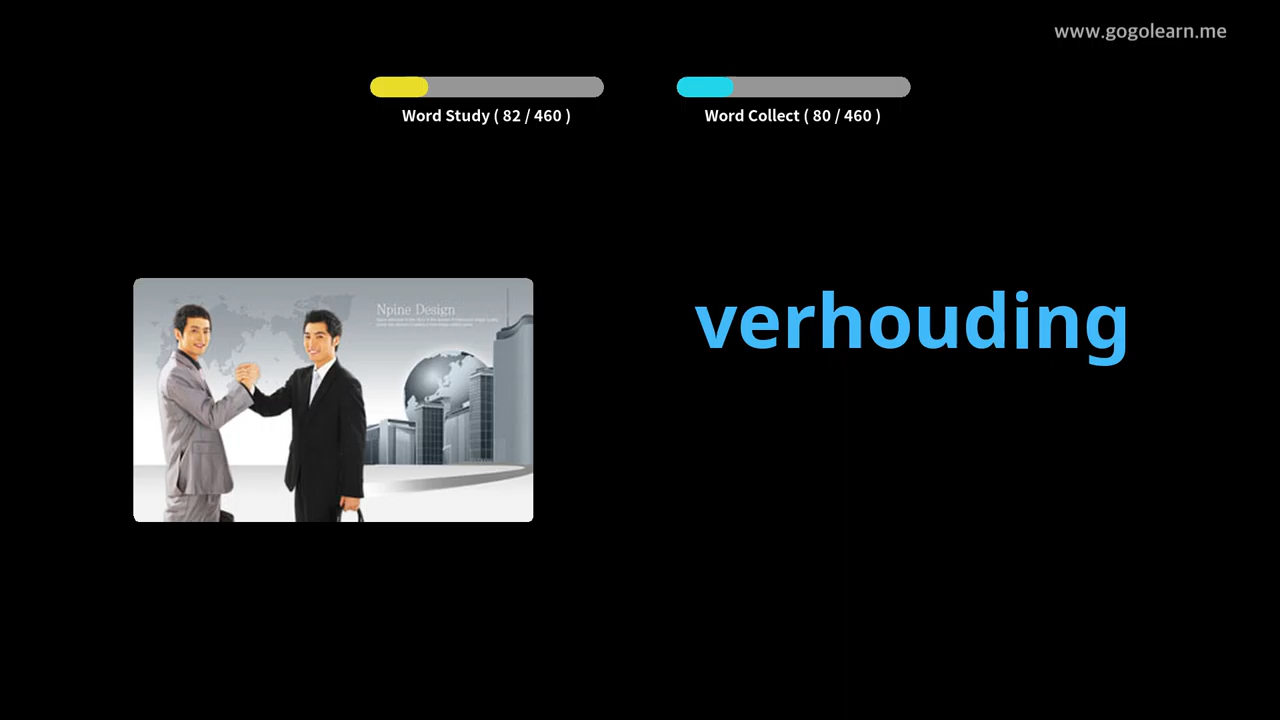 www.gogolearn.me
Word Study ( 82 / 460 )
Word Collect ( 80 / 460 )
Npine Design
verhouding